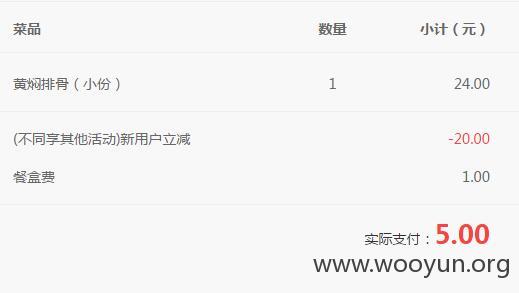 菜品 数量 小计（元）
黄焖排骨（小份） 1 24.00
(不同享其他活动)新用户立减 -20.00
餐盒费 1.00
实际支付：5.00
www.wooyun.org